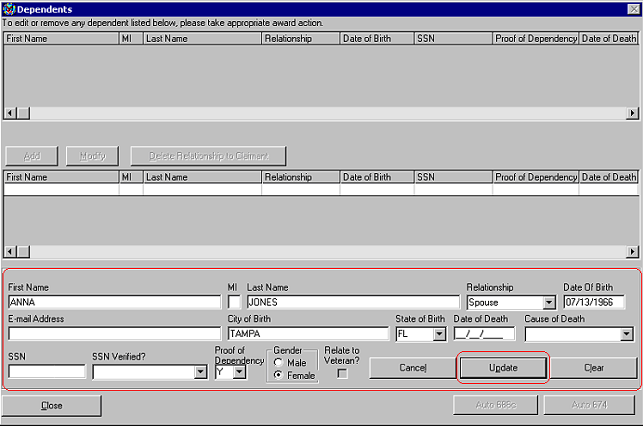 Dependents
To edit or remove any dependent listed below, please take appropriate award action.
First Name MI Last Name Relationship Date of Birth SSN Proof of Dependency Date of Death
Add Modify Delete Relationship to Claimant
First Name MI Last Name Relationship Date of Birth SSN Proof of Dependency Date of Death
First Name MI Last Name Relationship Date Of Birth
ANNA JONES Spouse 07/13/1966
E-mail Address City of Birth State of Birth Date of Death Cause of Death
TAMPA FL __/__/____
SSN SSN Verified? Proof of Dependency Gender Relate to Veteran?
Y Male
Female
Cancel Update Clear
Close Auto 686c Auto 674